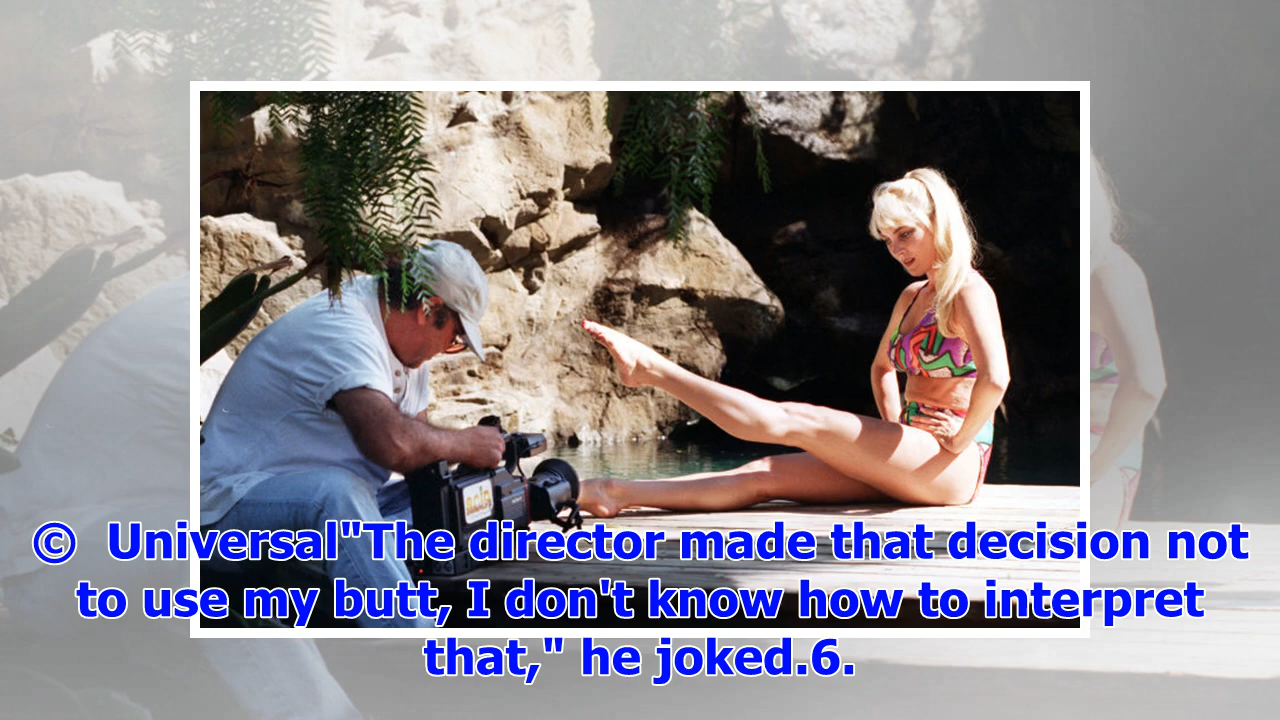 ©  Universal"The director made that decision not
to use my butt, I don't know how to interpret
that," he joked.6.